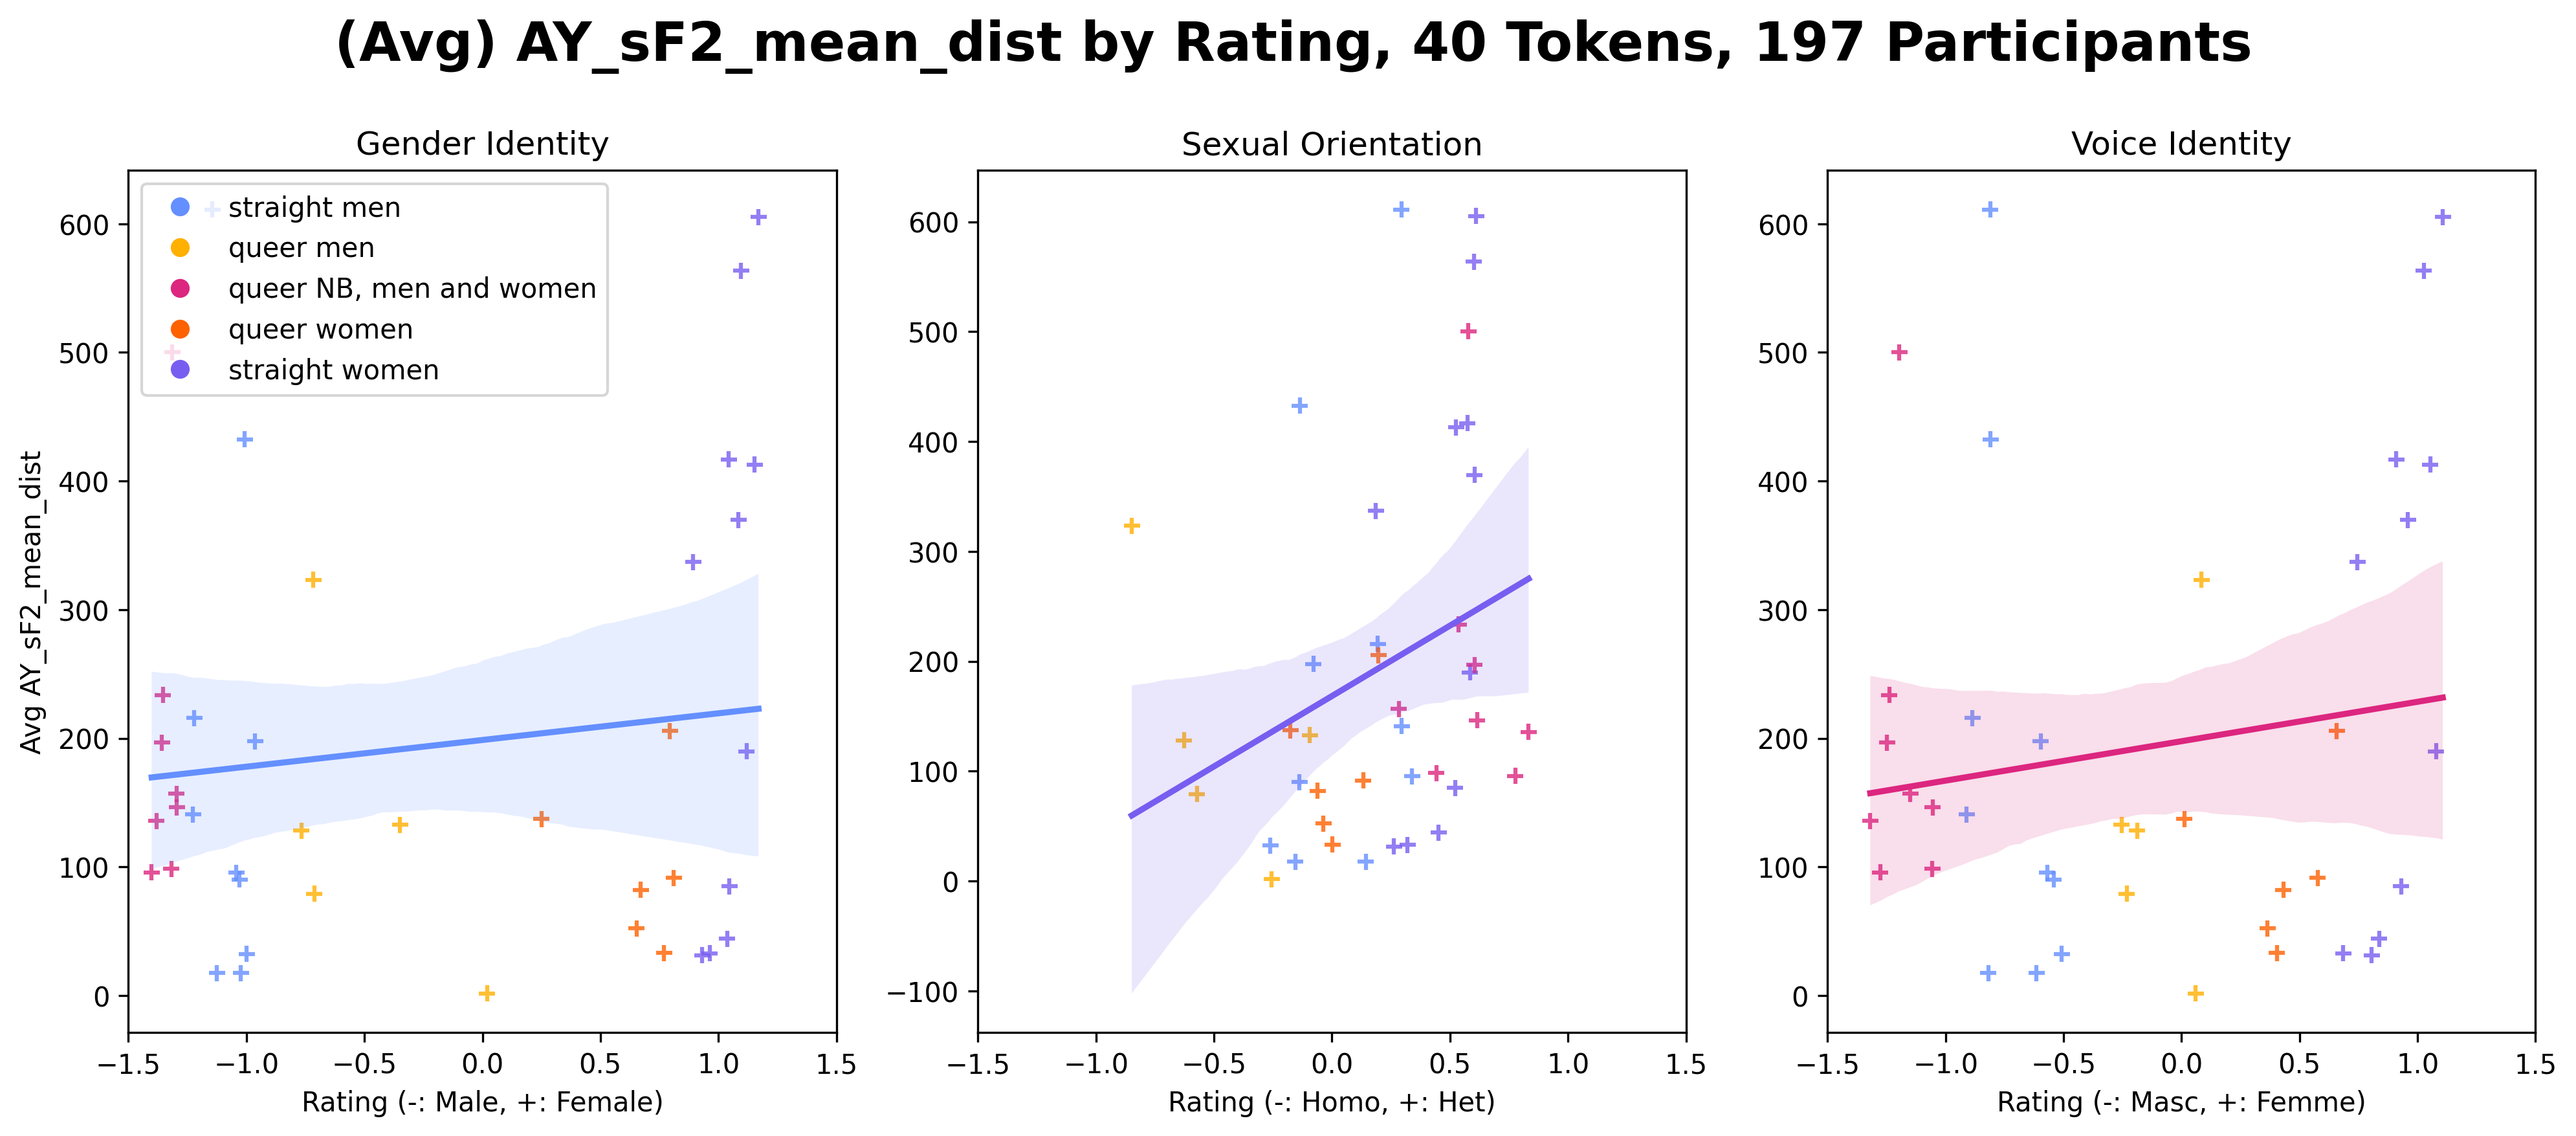 (Avg) AY_sF2_mean_dist by Rating, 40 Tokens, 197 Participants
Gender Identity
straight men
queer men
queer NB, men and women
queer women
straight women
Avg AY_sF2_mean_dist
600
500
400
300
200
100
0
−1.5 −1.0 −0.5 0.0 0.5 1.0 1.5
Rating (-: Male, +: Female)
Sexual Orientation
600
500
400
300
200
100
0
−100
−1.5 −1.0 −0.5 0.0 0.5 1.0 1.5
Rating (-: Homo, +: Het)
Voice Identity
600
500
400
300
200
100
0
−1.5 −1.0 −0.5 0.0 0.5 1.0 1.5
Rating (-: Masc, +: Femme)